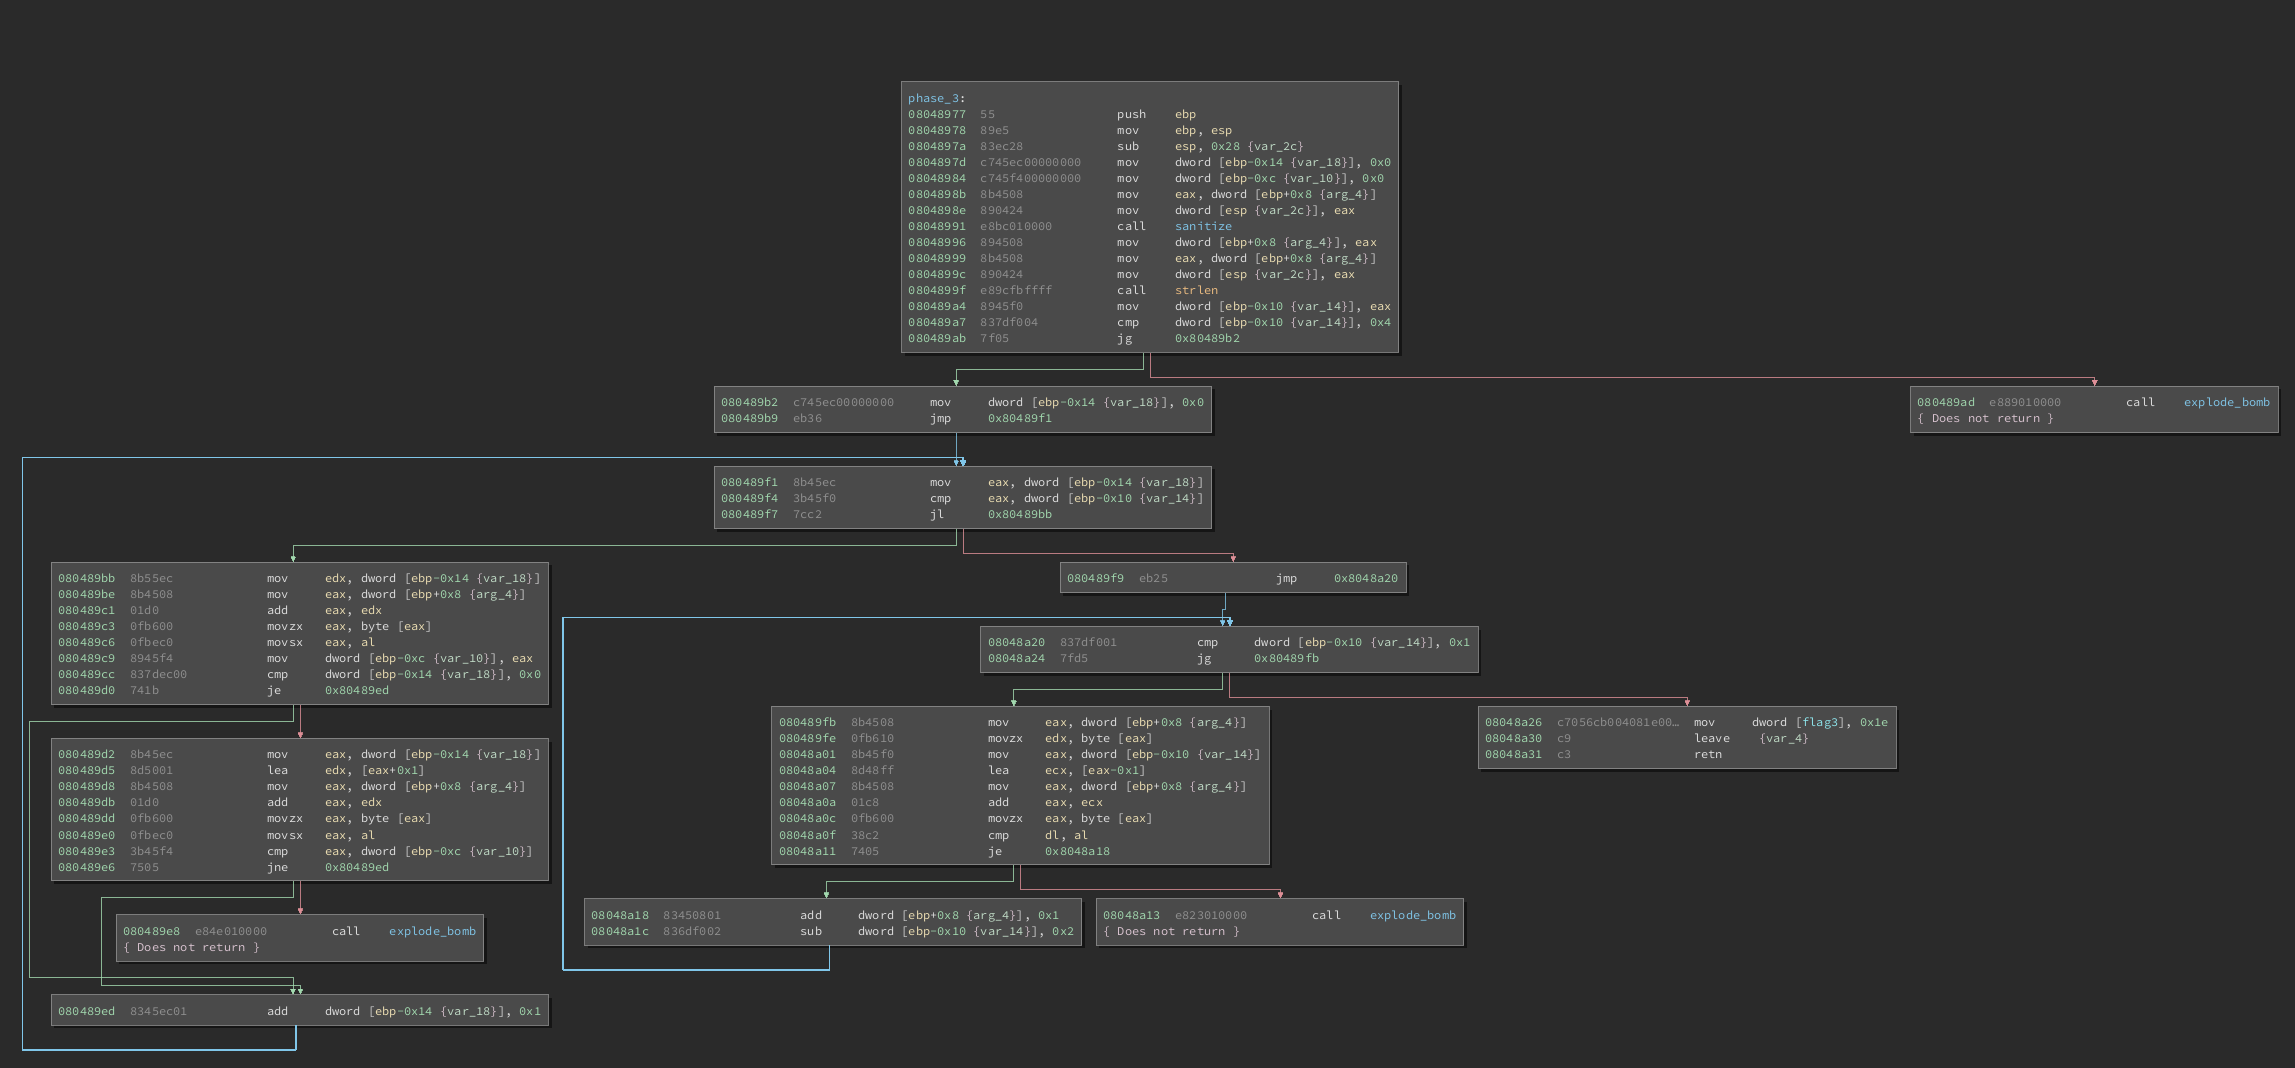 phase_3:
08048977 55 push ebp
08048978 89e5 mov ebp, esp
0804897a 83ec28 sub esp, 0x28 {var_2c}
0804897d c745ec00000000 mov dword [ebp-0x14 {var_18}], 0x0
08048984 c745f400000000 mov dword [ebp-0xc {var_10}], 0x0
0804898b 8b4508 mov eax, dword [ebp+0x8 {arg_4}]
0804898e 890424 mov dword [esp {var_2c}], eax
08048991 e8bc010000 call sanitize
08048996 894508 mov dword [ebp+0x8 {arg_4}], eax
08048999 8b4508 mov eax, dword [ebp+0x8 {arg_4}]
0804899c 890424 mov dword [esp {var_2c}], eax
0804899f e89cfbffff call strlen
080489a4 8945f0 mov dword [ebp-0x10 {var_14}], eax
080489a7 837df004 cmp dword [ebp-0x10 {var_14}], 0x4
080489ab 7f05 jg 0x80489b2
080489b2 c745ec00000000 mov dword [ebp-0x14 {var_18}], 0x0
080489b9 eb36 jmp 0x80489f1
080489ad e889010000 call explode_bomb
{ Does not return }
080489f1 8b45ec mov eax, dword [ebp-0x14 {var_18}]
080489f4 3b45f0 cmp eax, dword [ebp-0x10 {var_14}]
080489f7 7cc2 jl 0x80489bb
080489bb 8b55ec mov edx, dword [ebp-0x14 {var_18}]
080489be 8b4508 mov eax, dword [ebp+0x8 {arg_4}]
080489c1 01d0 add eax, edx
080489c3 0fb600 movzx eax, byte [eax]
080489c6 0fbec0 movsx eax, al
080489c9 8945f4 mov dword [ebp-0xc {var_10}], eax
080489cc 837dec00 cmp dword [ebp-0x14 {var_18}], 0x0
080489d0 741b je 0x80489ed
080489f9 eb25 jmp 0x8048a20
08048a20 837df001 cmp dword [ebp-0x10 {var_14}], 0x1
08048a24 7fd5 jg 0x80489fb
080489d2 8b45ec mov eax, dword [ebp-0x14 {var_18}]
080489d5 8d5001 lea edx, [eax+0x1]
080489d8 8b4508 mov eax, dword [ebp+0x8 {arg_4}]
080489db 01d0 add eax, edx
080489dd 0fb600 movzx eax, byte [eax]
080489e0 0fbec0 movsx eax, al
080489e3 3b45f4 cmp eax, dword [ebp-0xc {var_10}]
080489e6 7505 jne 0x80489ed
080489fb 8b4508 mov eax, dword [ebp+0x8 {arg_4}]
080489fe 0fb610 movzx edx, byte [eax]
08048a01 8b45f0 mov eax, dword [ebp-0x10 {var_14}]
08048a04 8d48ff lea ecx, [eax-0x1]
08048a07 8b4508 mov eax, dword [ebp+0x8 {arg_4}]
08048a0a 01c8 add eax, ecx
08048a0c 0fb600 movzx eax, byte [eax]
08048a0f 38c2 cmp dl, al
08048a11 7405 je 0x8048a18
08048a26 c7056cb004081e00… mov dword [flag3], 0x1e
08048a30 c9 leave {var_4}
08048a31 c3 retn
080489e8 e84e010000 call explode_bomb
{ Does not return }
08048a18 83450801 add dword [ebp+0x8 {arg_4}], 0x1
08048a1c 836df002 sub dword [ebp-0x10 {var_14}], 0x2
08048a13 e823010000 call explode_bomb
{ Does not return }
080489ed 8345ec01 add dword [ebp-0x14 {var_18}], 0x1